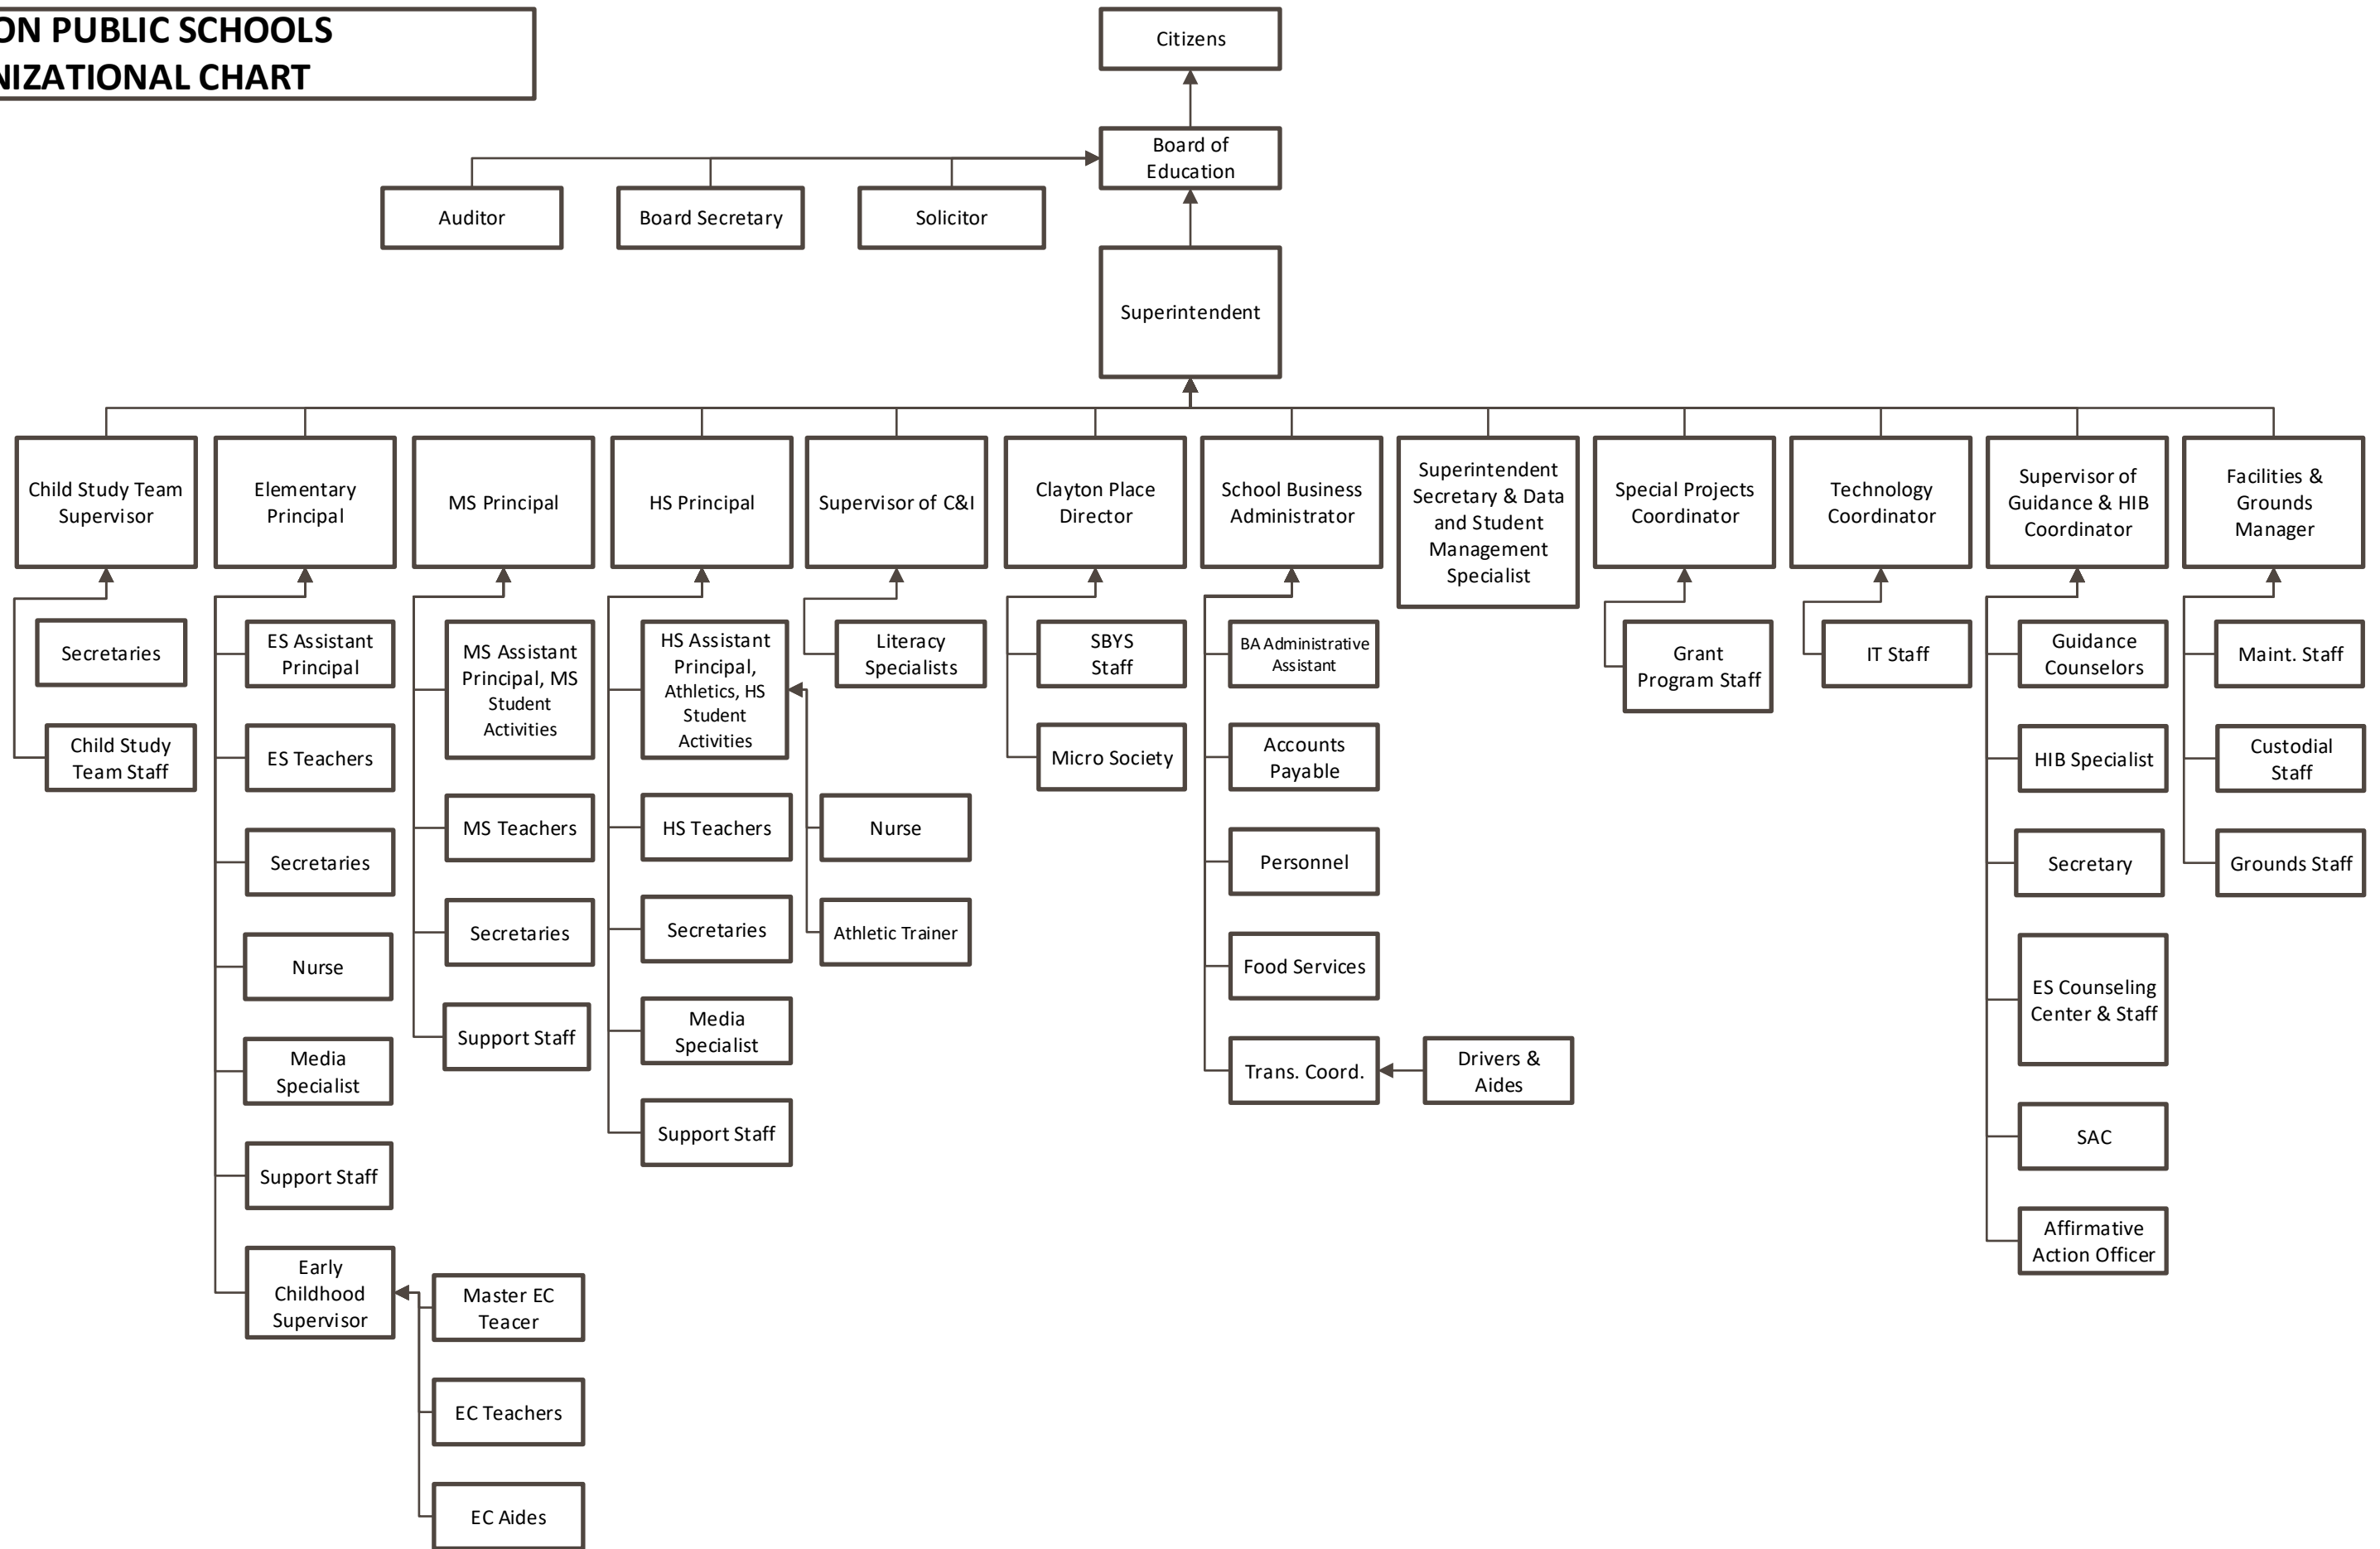 ON PUBLIC SCHOOLS
NIZATIONAL CHART
Citizens
Board of
Education
Auditor
Board Secretary
Solicitor
Superintendent
Child Study Team
Supervisor
Elementary
Principal
MS Principal
HS Principal
Supervisor of C&I
Clayton Place
Director
School Business
Administrator
Superintendent
Secretary & Data
and Student
Management
Specialist
Special Projects
Coordinator
Technology
Coordinator
Supervisor of
Guidance & HIB
Coordinator
Facilities &
Grounds
Manager
Secretaries
Child Study
Team Staff
ES Assistant
Principal
ES Teachers
Secretaries
Nurse
Media
Specialist
Support Staff
Early
Childhood
Supervisor
Master EC
Teacer
EC Teachers
EC Aides
MS Assistant
Principal, MS
Student
Activities
MS Teachers
Secretaries
Support Staff
HS Assistant
Principal,
Athletics, HS
Student
Activities
HS Teachers
Secretaries
Media
Specialist
Support Staff
Nurse
Athletic Trainer
Literacy
Specialists
SBYS
Staff
Micro Society
BA Administrative
Assistant
Accounts
Payable
Personnel
Food Services
Trans. Coord.
Drivers &
Aides
Grant
Program Staff
IT Staff
Guidance
Counselors
HIB Specialist
Secretary
ES Counseling
Center & Staff
SAC
Affirmative
Action Officer
Maint. Staff
Custodial
Staff
Grounds Staff